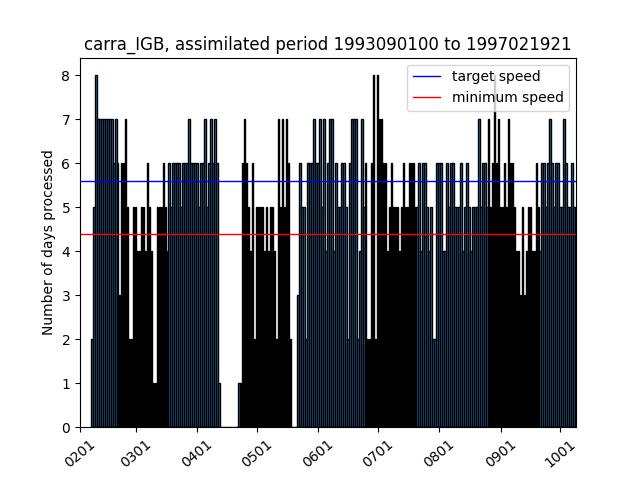 carra_IGB, assimilated period 1993090100 to 1997021921
target speed
minimum speed
Number of days processed
8
7
6
5
4
3
2
1
0
0201 0301 0401 0501 0601 0701 0801 0901 1001